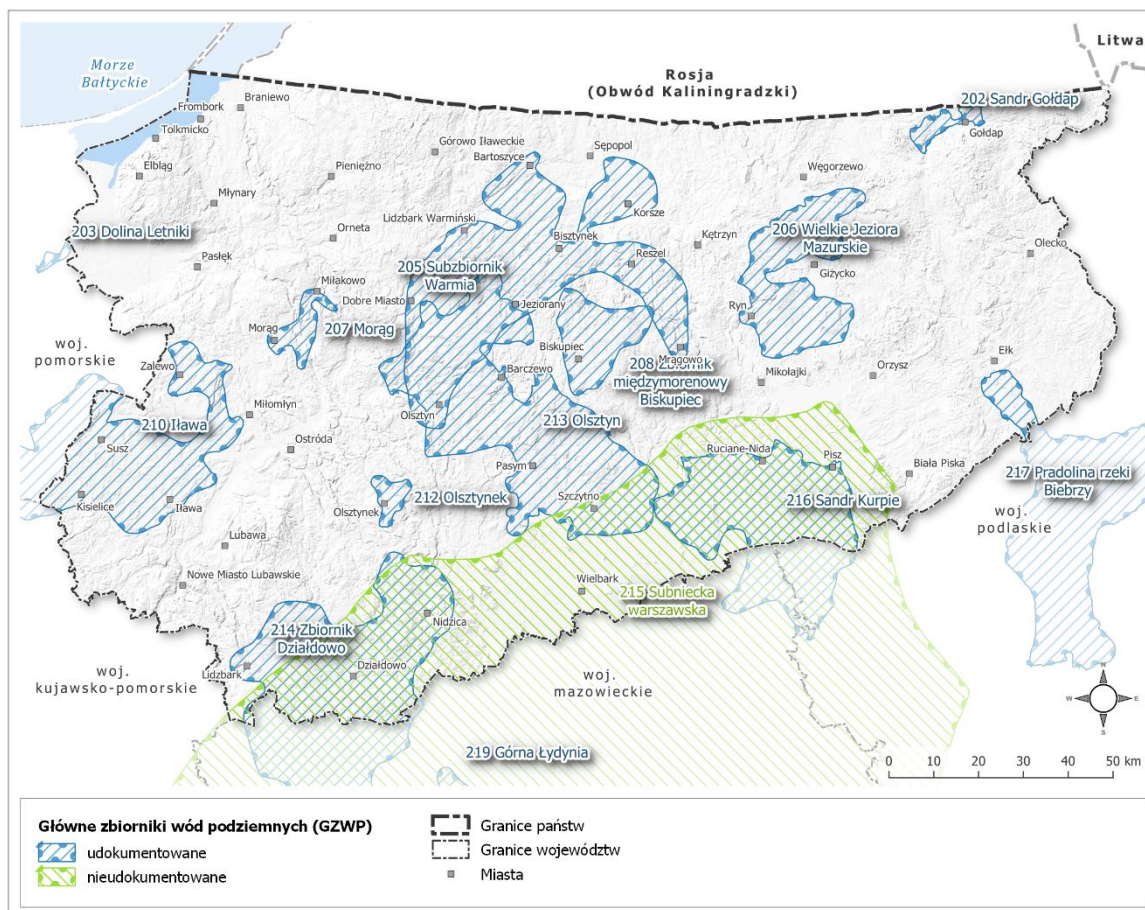 Litwa
Morze
Bałtyckie
Rosja
(Obwód Kaliningradzki)
202 Sandr Gołdap
Gołdap
Frombork
Braniewo
Tolkmicko
Elbląg
Górowo Iławeckie
Sępopol
Bartoszyce
Pieniężno
Węgorzewo
Młynary
Korsze
Lidzbark Warmiński
203 Dolina Letniki
Orneta
Bisztynek
Kętrzyn
206 Wielkie Jeziora
Mazurskie
Olecko
Pasłęk
205 Subzbiornik
Warmia
Reszel
Giżycko
Miłakowo
Dobre Miasto
Jeziorany
Ryn
207 Morąg
Morąg
woj.
pomorskie
Zalewo
Biskupiec
Mrągowo
208 Zbiornik
międzymorenowy
Biskupiec
Ełk
Orzysz
Mikołajki
Barczewo
Olsztyn
Miłomłyn
210 Iława
213 Olsztyn
Susz
Ostróda
Ruciane-Nida
Pisz
Biała Piska
Pasym
217 Pradolina rzeki
Biebrzy
Kisielice
Iława
212 Olsztynek
Olsztynek
Szczytno
216 Sandr Kurpie
woj.
podlaskie
Lubawa
Nowe Miasto Lubawskie
Wielbark
215 Subniecka
warszawska
214 Zbiornik
Działdowo
Nidzica
Lidzbark
Działdowo
woj.
kujawsko-pomorskie
woj.
mazowieckie
N
W
E
S
219 Górna Łydynia
0 10 20 30 40 50 km
Główne zbiorniki wód podziemnych (GZWP)
udokumentowane
nieudokumentowane
Granice państw
Granice województw
Miasta